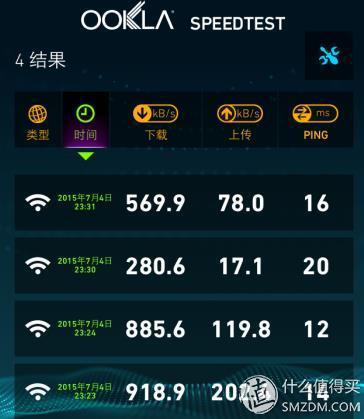 OOKLA SPEEDTEST
4 结果
kB/s kB/s ms
类型 时间 下载 上传 PING
2015年7月4日
23:31
569.9 78.0 16
2015年7月4日
23:30
280.6 17.1 20
2015年7月4日
23:24
885.6 119.8 12
2015年7月4日
23:23
918.9 14
值 什么值得买
SMZDM.COM